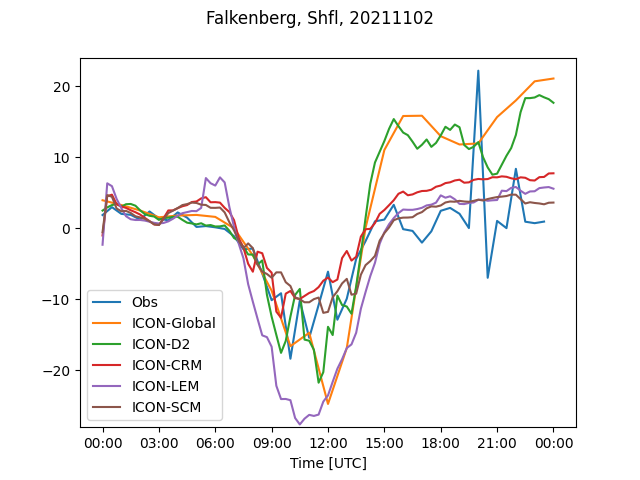 Falkenberg, Shfl, 20211102
20
10
0
−10
−20
Obs
ICON-Global
ICON-D2
ICON-CRM
ICON-LEM
ICON-SCM
00:00 03:00 06:00 09:00 12:00 15:00 18:00 21:00 00:00
Time [UTC]